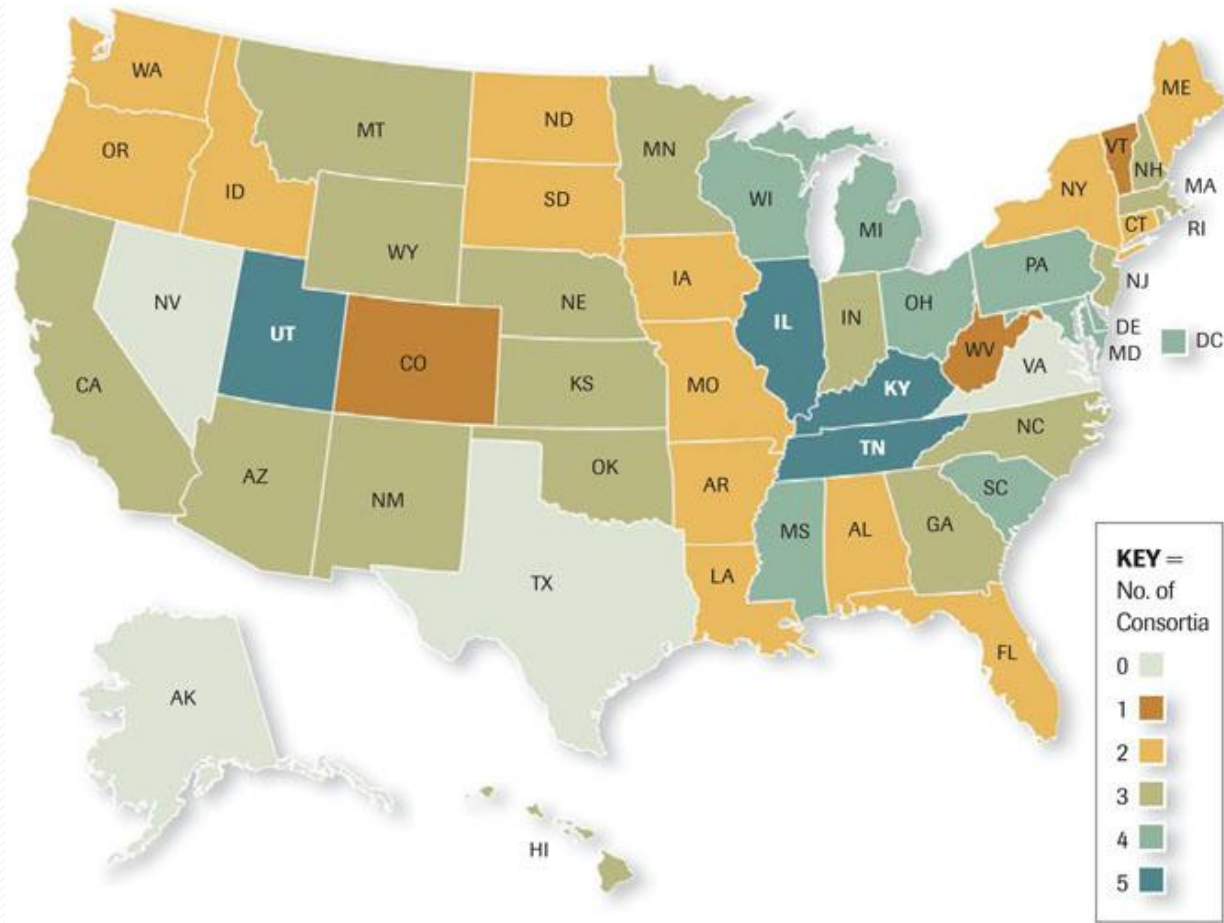 WA
MT
ND
MN
ME
OR
ID
SD
WI
MI
VT
NH
NY
MA
CT
RI
WY
IA
PA
NJ
NV
UT
NE
IL
IN
OH
DE
MD
DC
CA
CO
KS
MO
WV
VA
KY
NC
AZ
NM
OK
TN
AR
SC
MS
AL
GA
TX
LA
FL
AK
HI
KEY =
No. of
Consortia
0
1
2
3
4
5